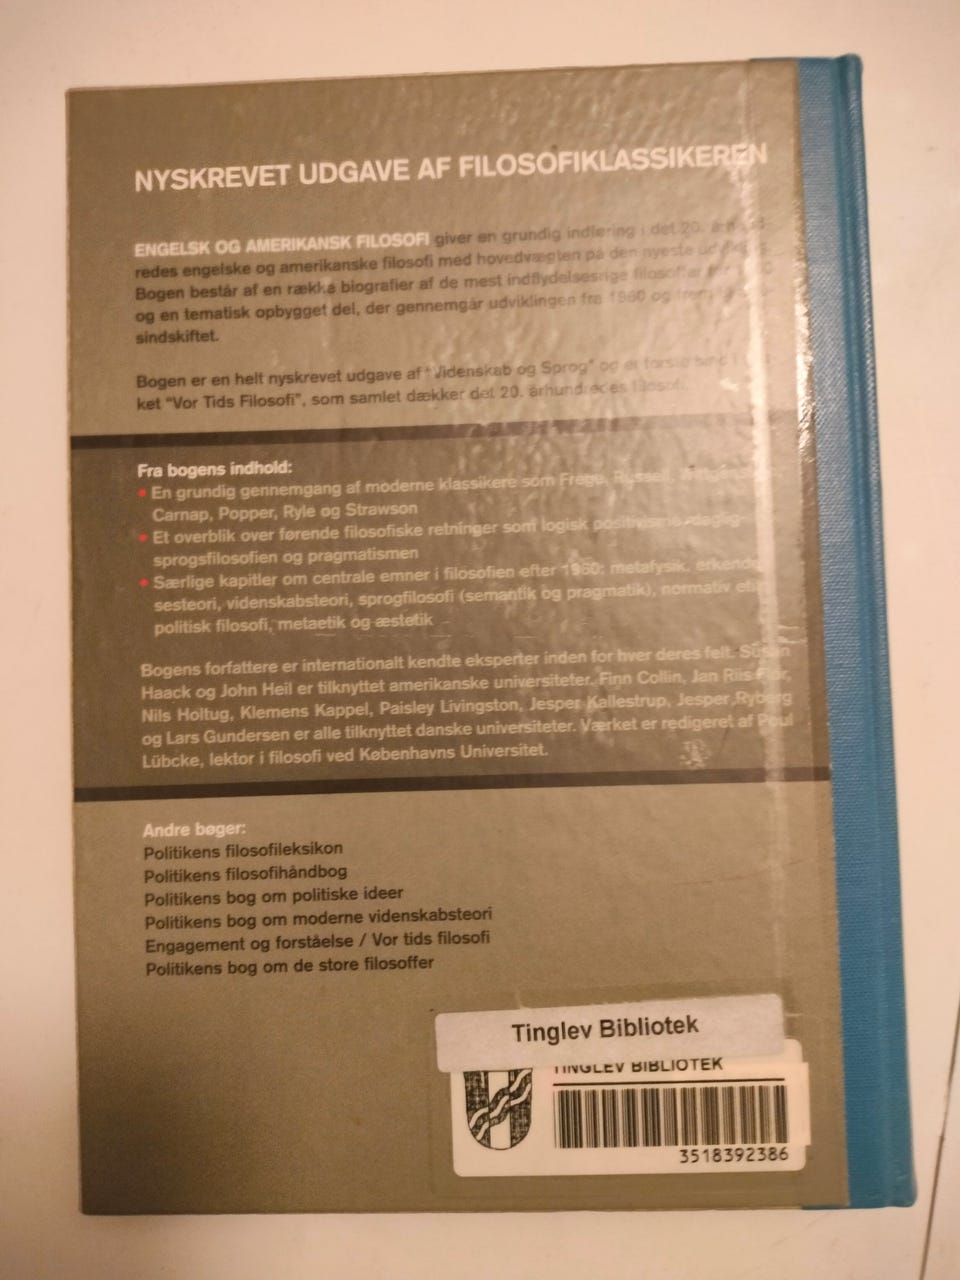 NYSKREVET UDGAVE AF FILOSOFIKLASSIKEREN
ENGELSK OG AMERIKANSK FILOSOFI giver en grundig indføring i det 20.
redes engelske og amerikanske filosofi med hovedvægten på den nyeste
Bogen består af en række biografier af de mest indflydelsesrige filosoffer
og en tematisk opbygget del, der gennemgår udviklingen fra 1960 og frem
sindskiftet.
Bogen er en helt nyskrevet udgave af "Videnskab og Sprog" og er første bind i
ket "Vor Tids Filosofi", som samlet dækker det 20. århundredes filosofi.
Fra bogens indhold:
• En grundig gennemgang af moderne klassikere som Frege, Russell,
Carnap, Popper, Ryle og Strawson
• Et overblik over førende filosofiske retninger som logisk positivisme, daglig-
sprogsfilosofien og pragmatismen
• Særlige kapitler om centrale emner i filosofien efter 1960: metafysik, erkendel-
sesteori, videnskabsteori, sprogfilosofi (semantik og pragmatik), normativ etik,
politisk filosofi, metaetik og æstetik
Bogens forfattere er internationalt kendte eksperter inden for hver deres felt. Susan
Haack og John Heil er tilknyttet amerikanske universiteter. Finn Collin, Jan Riis Flor,
Nils Holtug, Klemens Kappel, Paisley Livingston, Jesper Kallestrup, Jesper Ryberg
og Lars Gundersen er alle tilknyttet danske universiteter. Værket er redigeret af Poul
Lübcke, lektor i filosofi ved Københavns Universitet.
Andre bøger:
Politikens filosofileksikon
Politikens filosofihåndbog
Politikens bog om politiske ideer
Politikens bog om moderne videnskabsteori
Engagement og forståelse / Vor tids filosofi
Politikens bog om de store filosoffer
Tinglev Bibliotek
TINGLEV BIBLIOTEK
3518392386